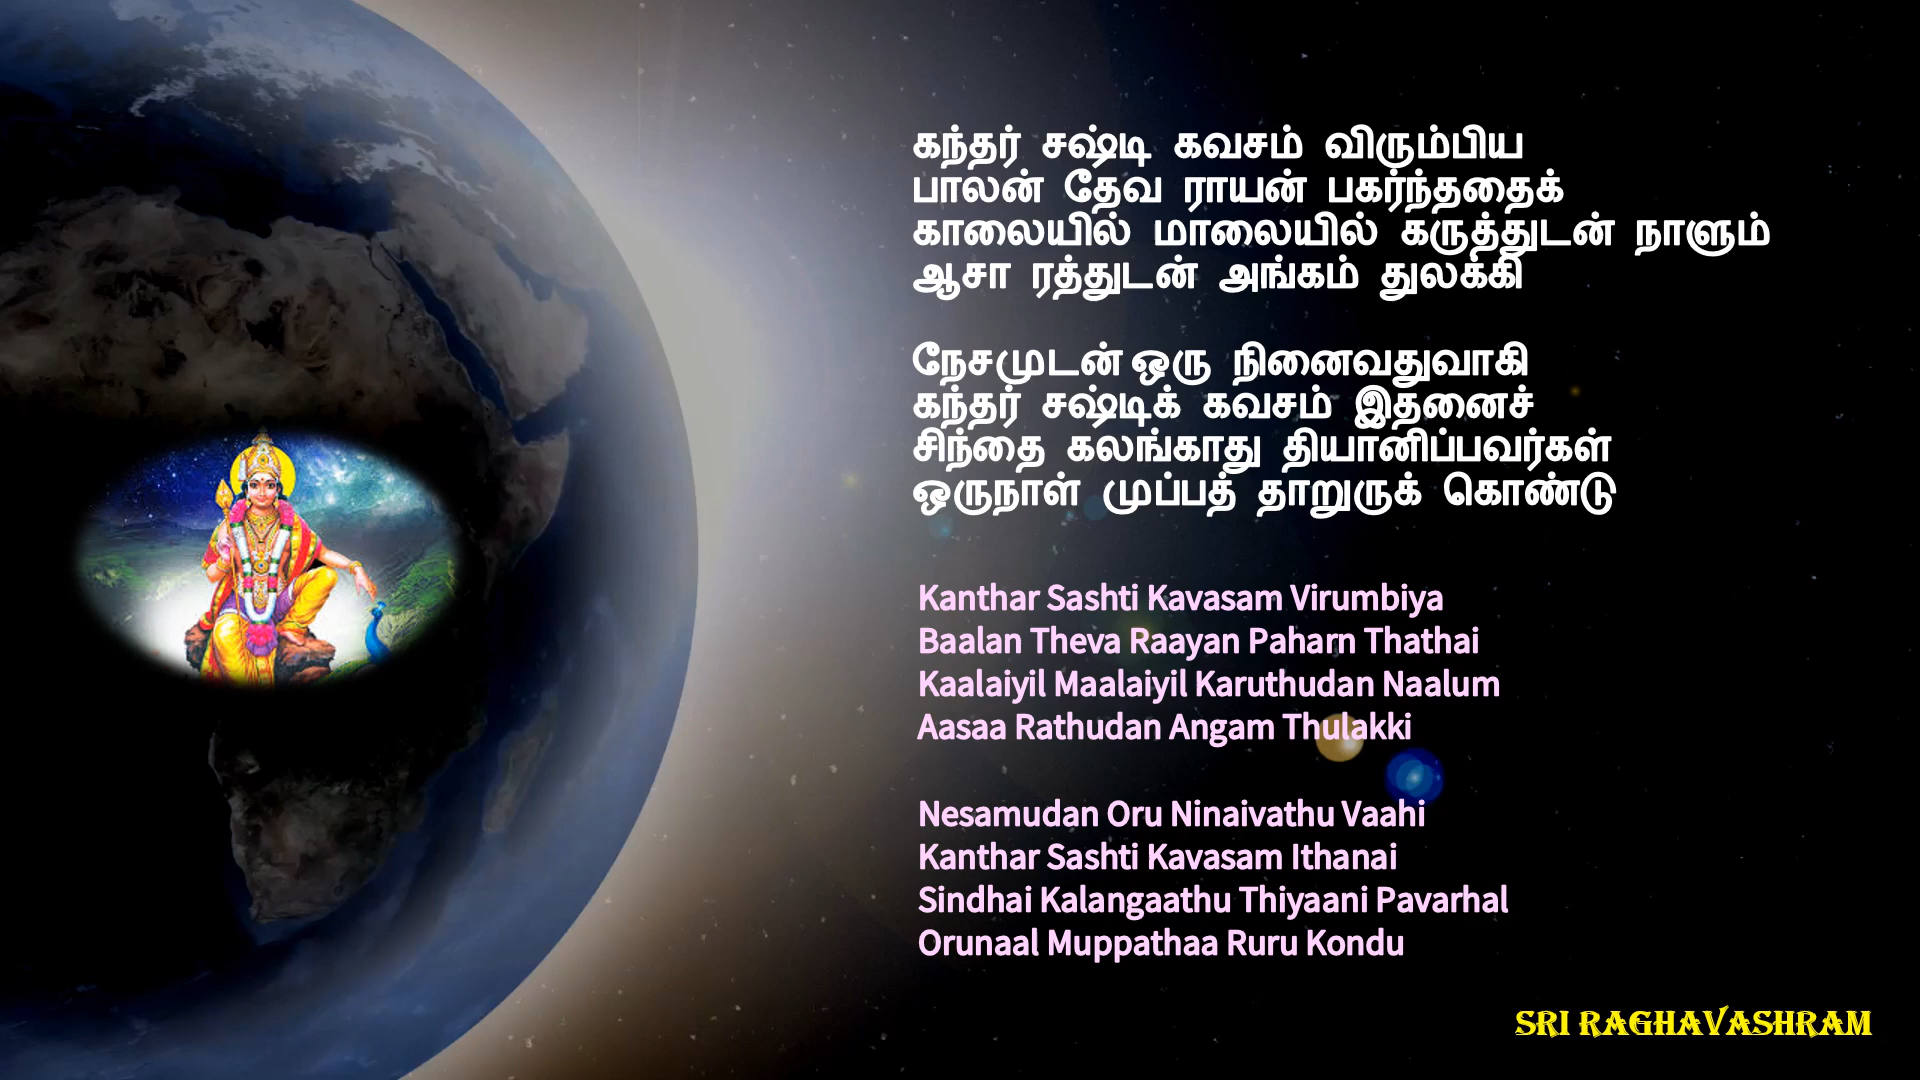 கந்தர் சஷ்டி கவசம் விரும்பிய
பாலன் தேவ ராயன் பகர்ந்ததைக்
காலையில் மாலையில் கருத்துடன் நாளும்
ஆசா ரத்துடன் அங்கம் துலக்கி

நேசமுடன் ஒரு நினைவதுவாகி
கந்தர் சஷ்டிக் கவசம் இதனைச்
சிந்தை கலங்காது தியானிப்பவர்கள்
ஒருநாள் முப்பத் தாறுருக் கொண்டு

Kanthar Sashti Kavasam Virumbiya
Baalan Theva Raayan Paharn Thathai
Kaalaiyil Maalaiyil Karuthudan Naalum
Aasaa Rathudan Angam Thulakki

Nesamudan Oru Ninaivathu Vaahi
Kanthar Sashti Kavasam Ithanai
Sindhai Kalangaathu Thiyaani Pavarhal
Orunaal Muppathaa Ruru Kondu

SRI RAGHAVASHRAM